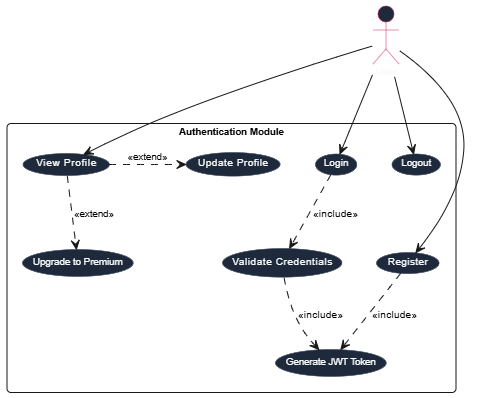 Authentication Module
View Profile
«extend»
Update Profile
Login
Logout
«extend»
«include»
Upgrade to Premium
Validate Credentials
Register
«include»
«include»
Generate JWT Token